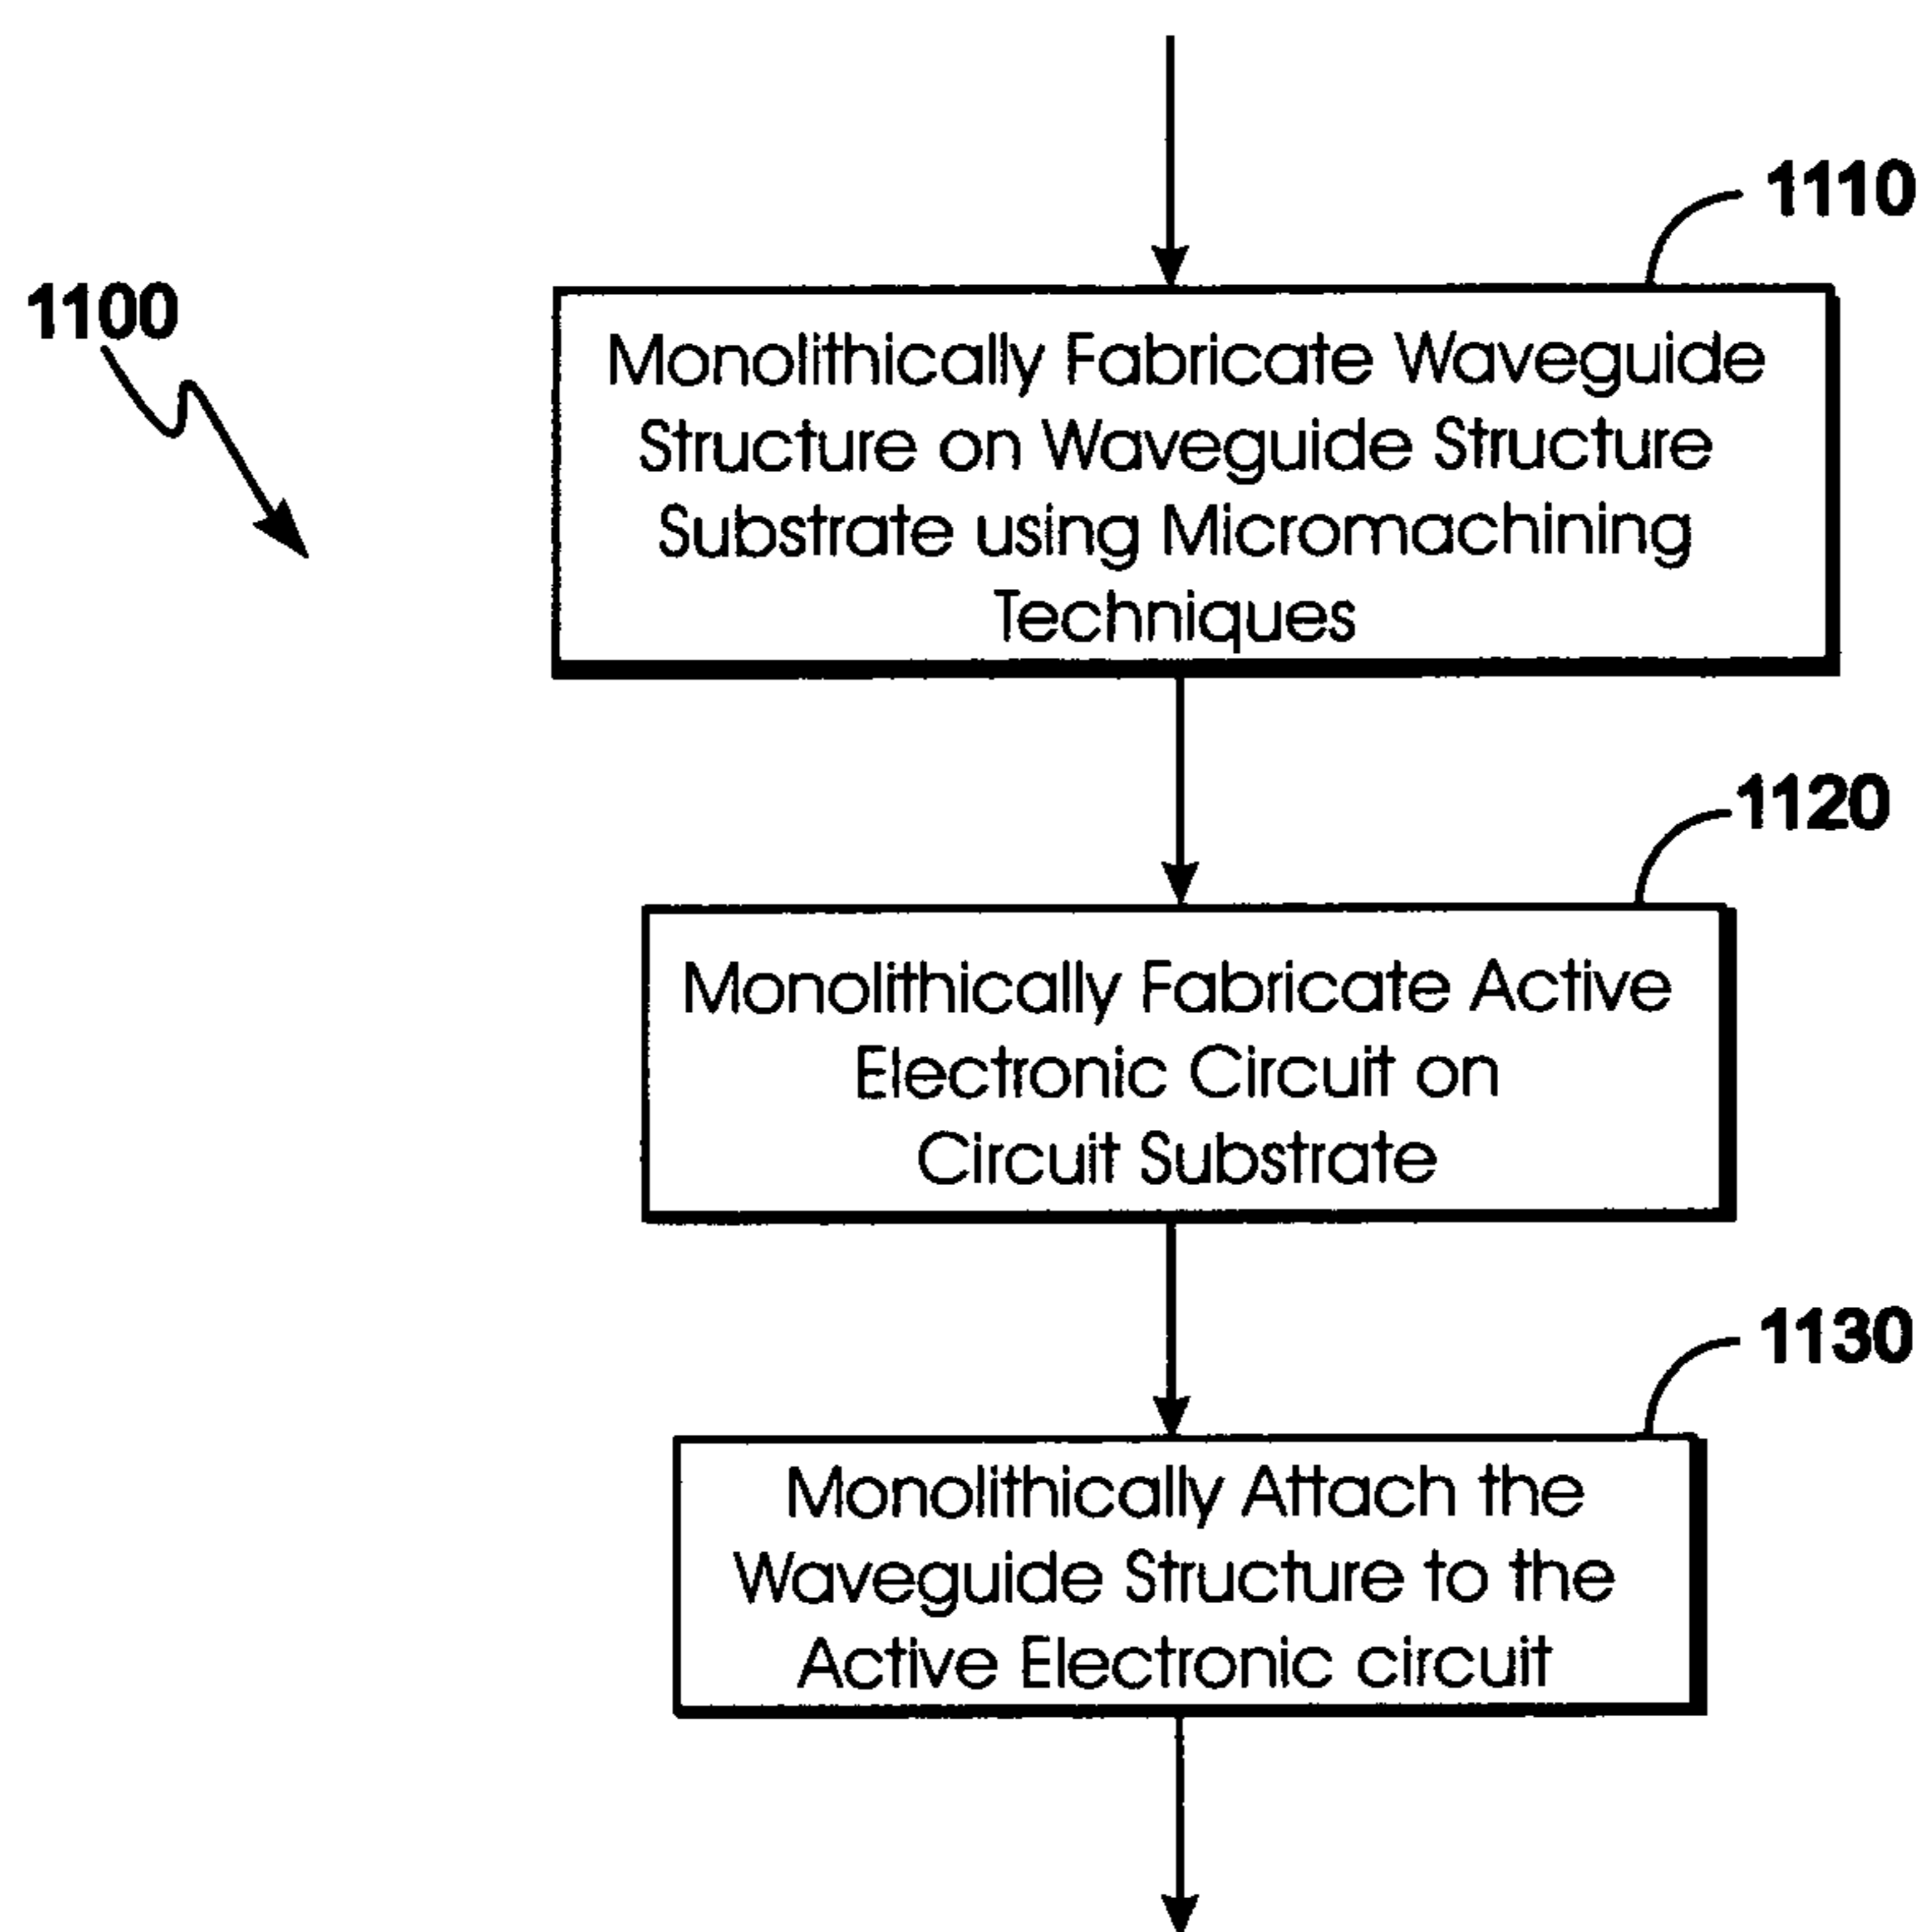 1110
1100
Monolithically Fabricate Waveguide
Structure on Waveguide Structure
Substrate using Micromachining
Techniques
1120
Monolithically Fabricate Active
Electronic Circuit on
Circuit Substrate
1130
Monolithically Attach the
Waveguide Structure to the
Active Electronic circuit